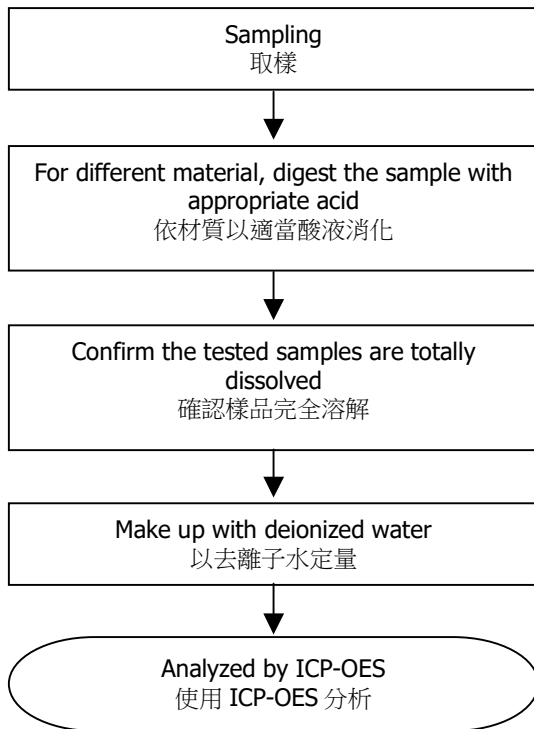 Sampling
取樣
For different material, digest the sample with
appropriate acid
依材質以適當酸液消化
Confirm the tested samples are totally
dissolved
確認樣品完全溶解
Make up with deionized water
以去離子水定量
Analyzed by ICP-OES
使用 ICP-OES 分析